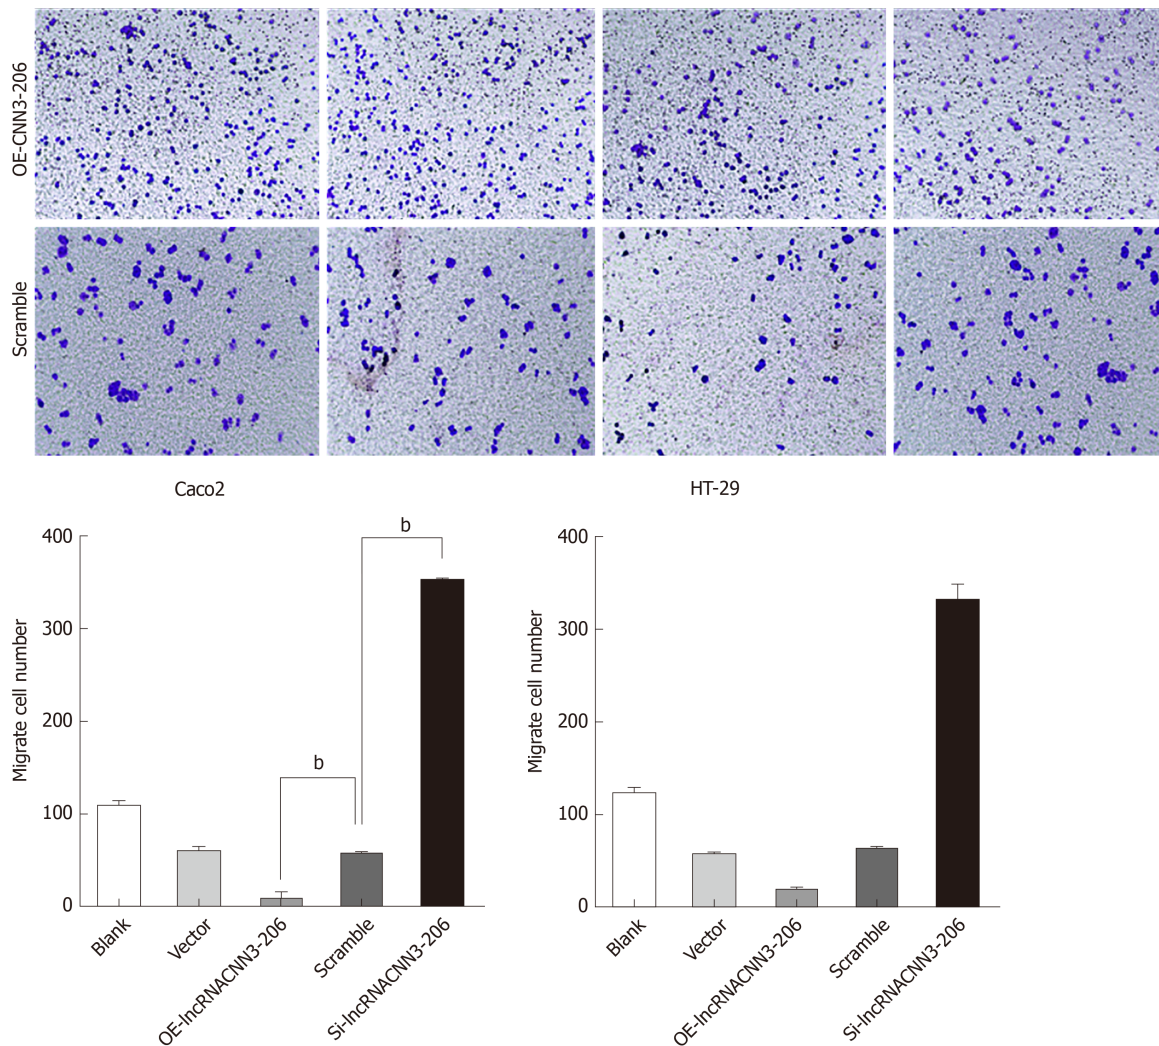 OE-CNN3-206
Scramble
Caco2
HT-29
b
b
Migrate cell number
400
300
200
100
0
Blank
Vector
OE-lncRNACNN3-206
Scramble
Si-lncRNACNN3-206
Migrate cell number
400
300
200
100
0
Blank
Vector
OE-lncRNACNN3-206
Scramble
Si-lncRNACNN3-206